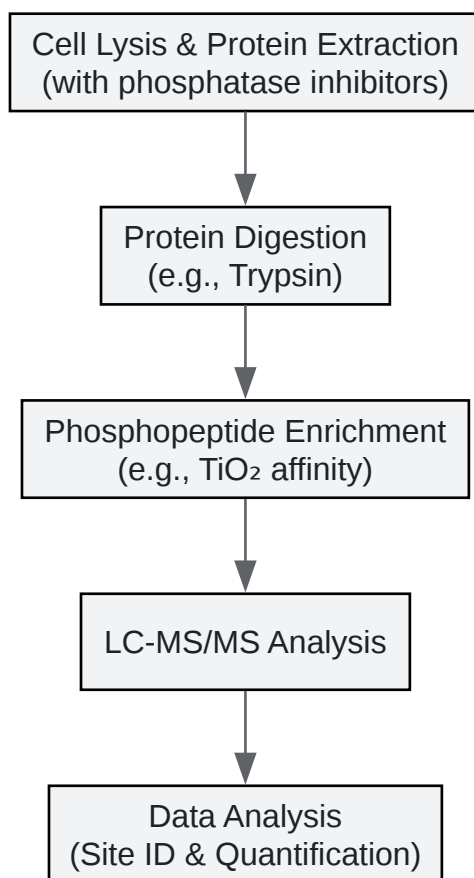 Cell Lysis & Protein Extraction
(with phosphatase inhibitors)
Protein Digestion
(e.g., Trypsin)
Phosphopeptide Enrichment
(e.g., TiO₂ affinity)
LC-MS/MS Analysis
Data Analysis
(Site ID & Quantification)